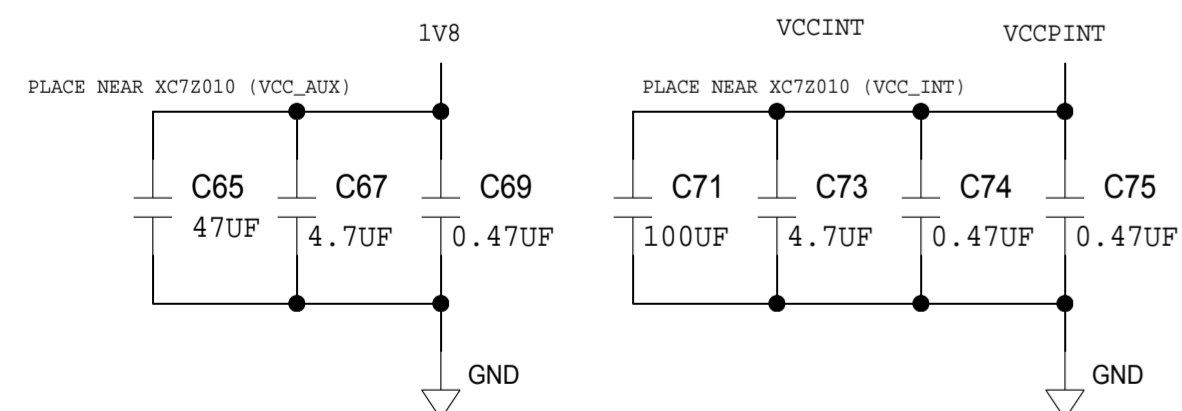 1V8
VCCINT
VCCPINT
PLACE NEAR XC7Z010 (VCC_AUX)
PLACE NEAR XC7Z010 (VCC_INT)
C65
C67
C69
C71
C73
C74
C75
47UF
4.7UF
0.47UF
100UF
4.7UF
0.47UF
0.47UF
GND
GND